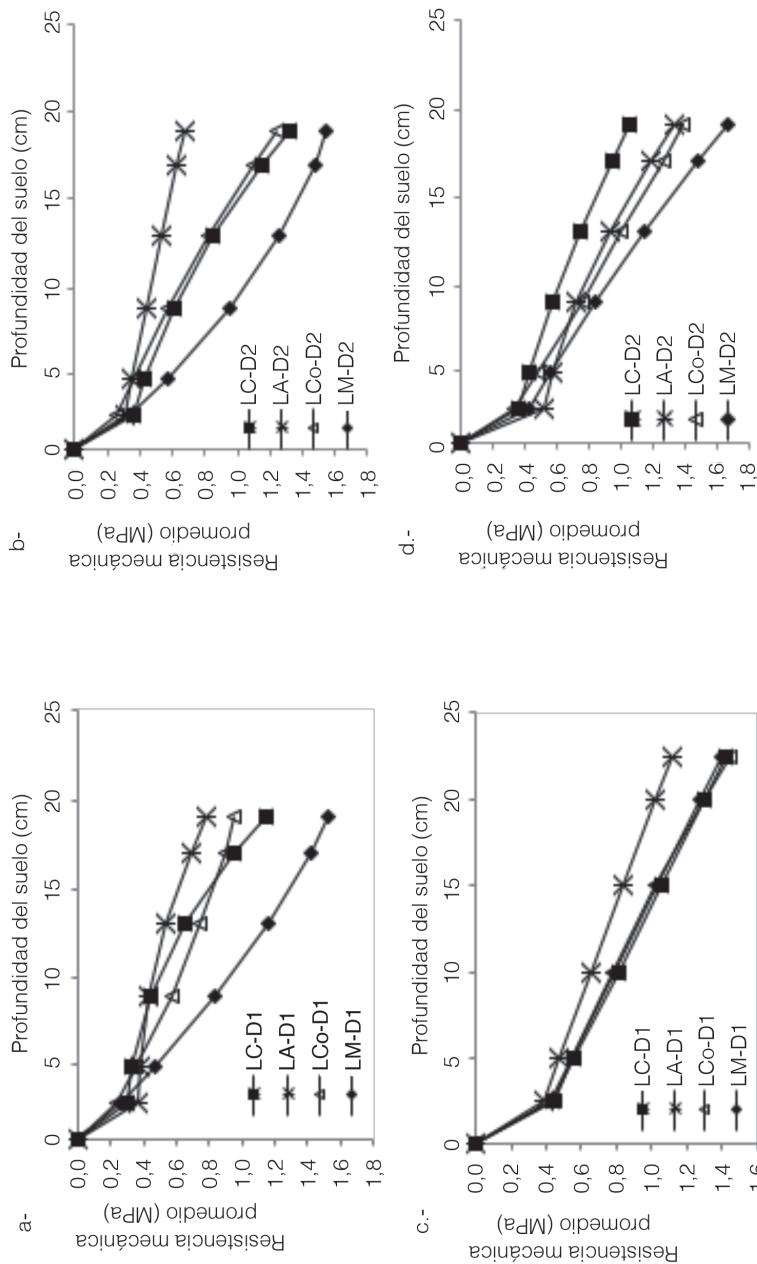 a-
Profundidad del suelo (cm)
0 5 10 15 20 25
0,0
0,2
0,4
0,6
0,8
1,0
1,2
1,4
1,6
1,8
Resistencia mecánica
promedio (MPa)
LC-D1
LA-D1
LCo-D1
LM-D1
b-
Profundidad del suelo (cm)
0 5 10 15 20 25
0,0
0,2
0,4
0,6
0,8
1,0
1,2
1,4
1,6
1,8
Resistencia mecánica
promedio (MPa)
LC-D2
LA-D2
LCo-D2
LM-D2
c.-
Profundidad del suelo (cm)
0 5 10 15 20 25
0,0
0,2
0,4
0,6
0,8
1,0
1,2
1,4
1,6
Resistencia mecánica
promedio (MPa)
LC-D1
LA-D1
LCo-D1
LM-D1
d.-
Profundidad del suelo (cm)
0 5 10 15 20 25
0,0
0,2
0,4
0,6
0,8
1,0
1,2
1,4
1,6
1,8
Resistencia mecánica
promedio (MPa)
LC-D2
LA-D2
LCo-D2
LM-D2